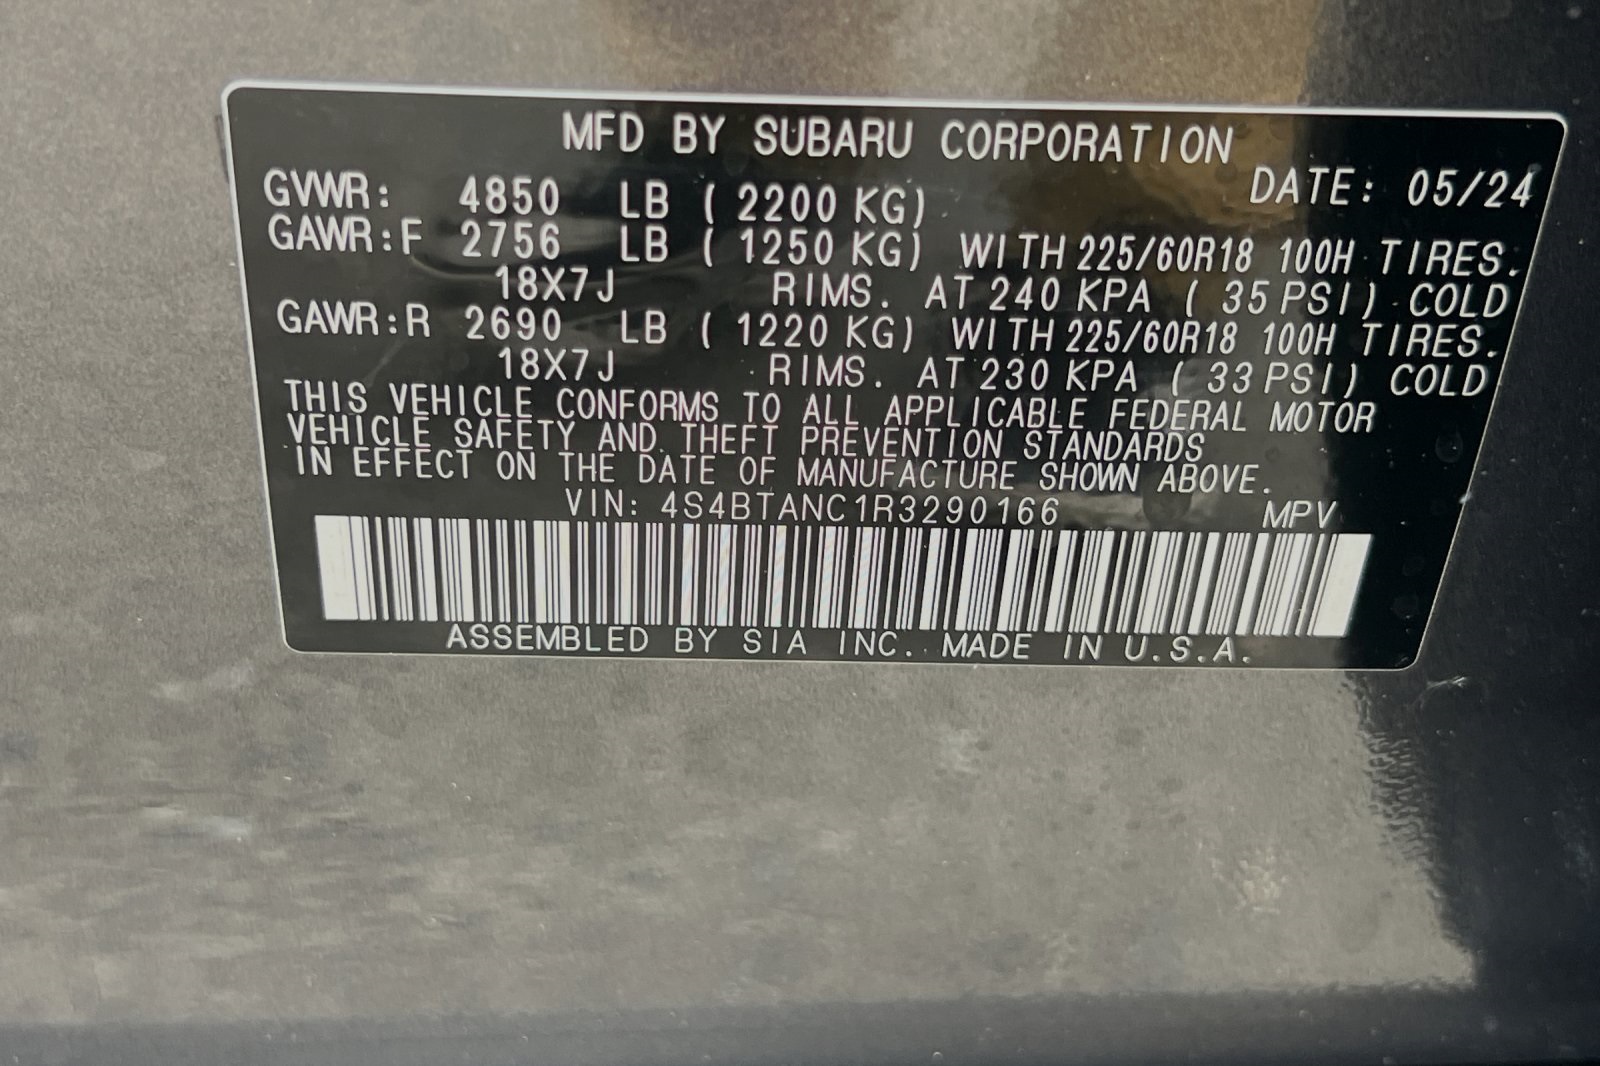 MFD BY SUBARU CORPORATION
GVWR: 4850 LB ( 2200 KG) DATE: 05/24
GAWR:F 2756 LB ( 1250 KG) WITH 225/60R18 100H TIRES.
18X7J RIMS. AT 240 KPA ( 35 PSI) COLD
GAWR:R 2690 LB ( 1220 KG) WITH 225/60R18 100H TIRES.
18X7J RIMS. AT 230 KPA ( 33 PSI) COLD
THIS VEHICLE CONFORMS TO ALL APPLICABLE FEDERAL MOTOR
VEHICLE SAFETY AND THEFT PREVENTION STANDARDS
IN EFFECT ON THE DATE OF MANUFACTURE SHOWN ABOVE.
VIN: 4S4BTANC1R3290166 MPV
ASSEMBLED BY SIA INC. MADE IN U.S.A.